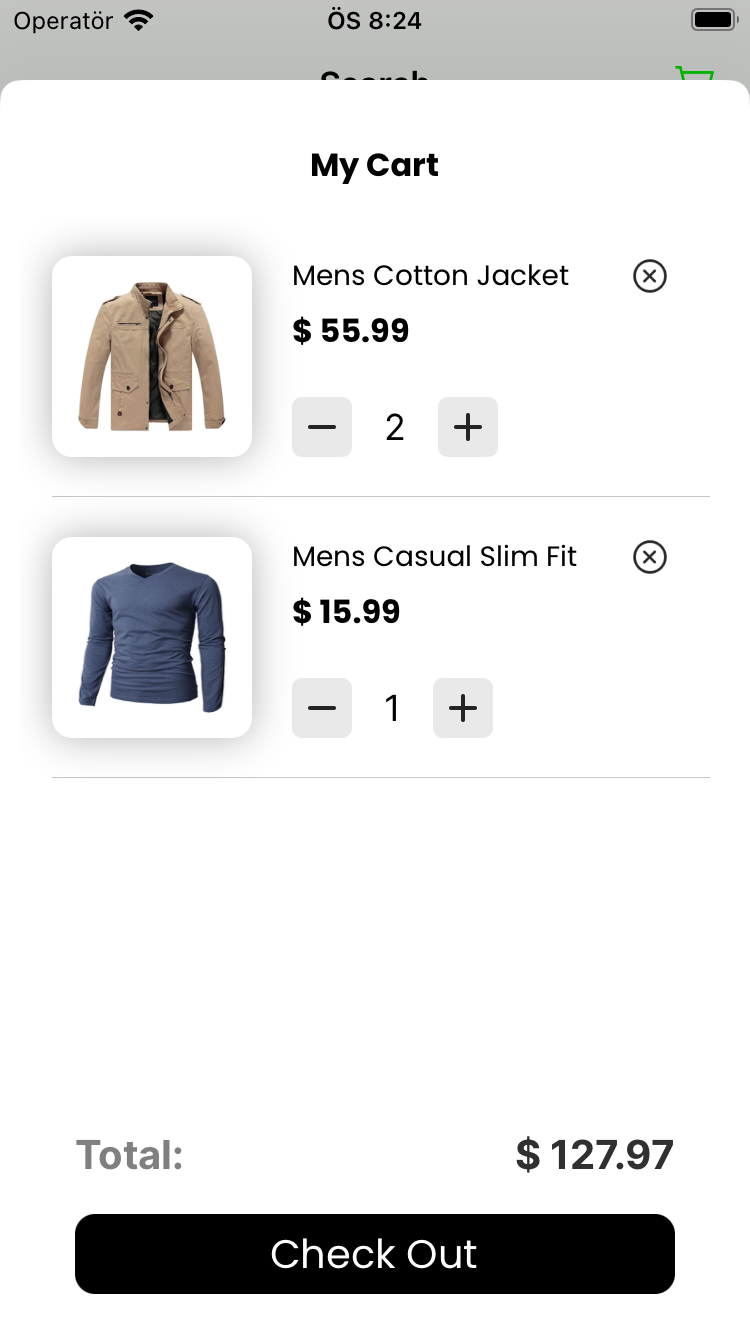 Operatör ÖS 8:24
Search
My Cart
Mens Cotton Jacket
$ 55.99
2
Mens Casual Slim Fit
$ 15.99
1
Total: $ 127.97
Check Out